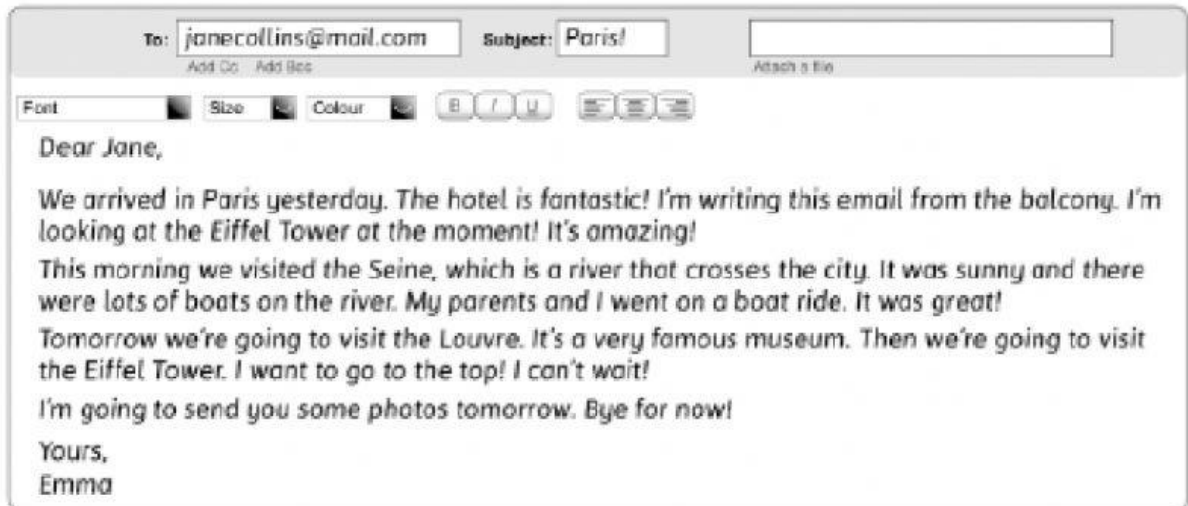 To: janecollins@mail.com Subject: Paris!
Add Cc Add Bcc Attach a file
Font Size Colour B I U
Dear Jane,
We arrived in Paris yesterday. The hotel is fantastic! I'm writing this email from the balcony. I'm
looking at the Eiffel Tower at the moment! It's amazing!
This morning we visited the Seine, which is a river that crosses the city. It was sunny and there
were lots of boats on the river. My parents and I went on a boat ride. It was great!
Tomorrow we're going to visit the Louvre. It's a very famous museum. Then we're going to visit
the Eiffel Tower. I want to go to the top! I can't wait!
I'm going to send you some photos tomorrow. Bye for now!
Yours,
Emma